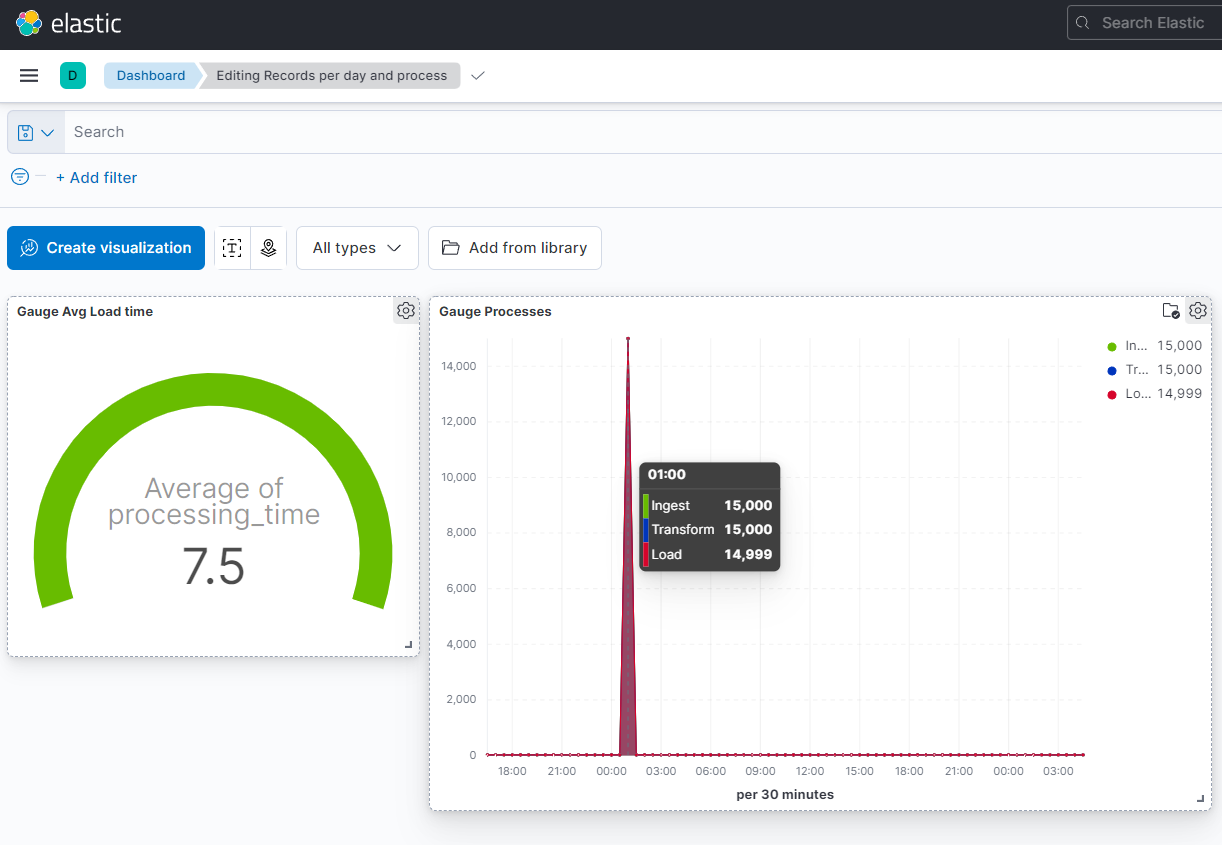 elastic
Search Elastic
D
Dashboard
Editing Records per day and process
Search
+ Add filter
Create visualization
T
All types
Add from library
Gauge Avg Load time
Average of
processing_time
7.5
Gauge Processes
14,000
12,000
10,000
8,000
6,000
4,000
2,000
0
18:00 21:00 00:00 03:00 06:00 09:00 12:00 15:00 18:00 21:00 00:00 03:00
per 30 minutes
01:00
Ingest 15,000
Transform 15,000
Load 14,999
In... 15,000
Tr... 15,000
Lo... 14,999